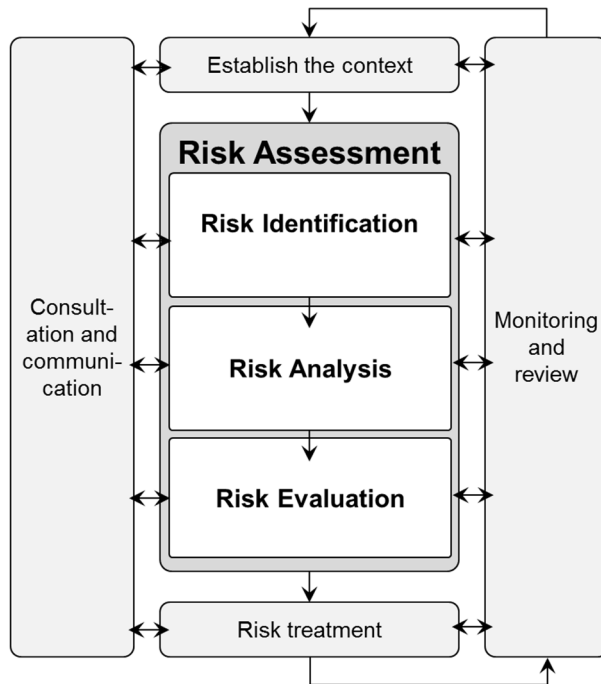 Establish the context
Risk Assessment
Risk Identification
Consult-
ation and
communi-
cation
Monitoring
and
review
Risk Analysis
Risk Evaluation
Risk treatment